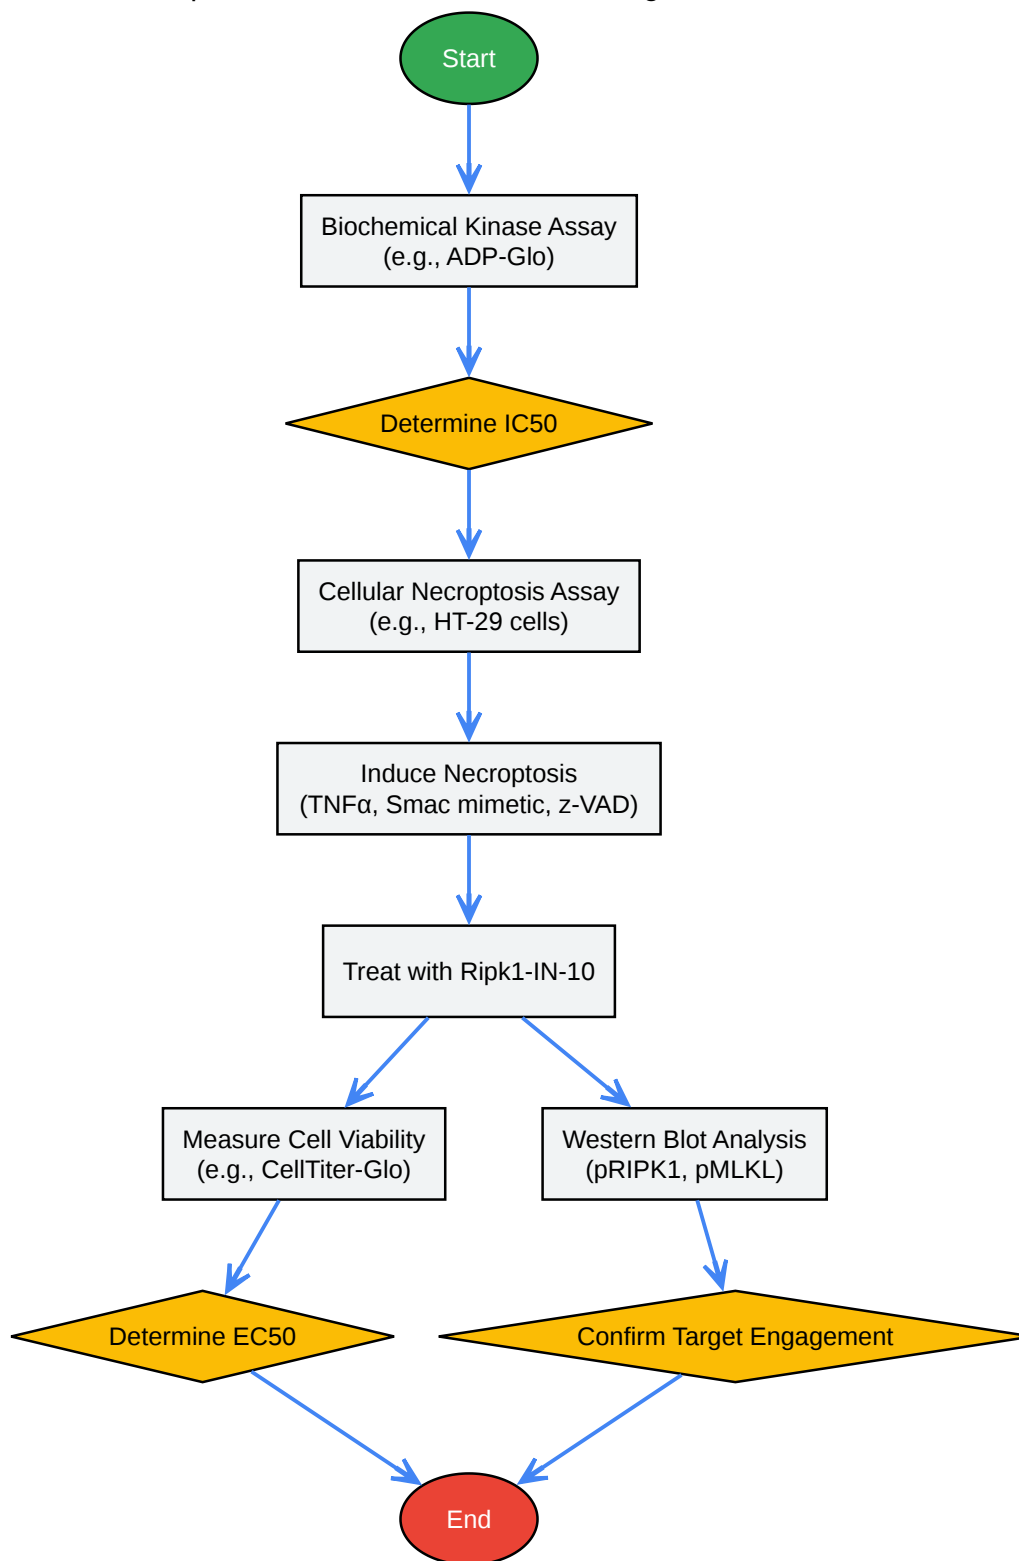 Start
Biochemical Kinase Assay
(e.g., ADP-Glo)
Determine IC50
Cellular Necroptosis Assay
(e.g., HT-29 cells)
Induce Necroptosis
(TNFα, Smac mimetic, z-VAD)
Treat with Ripk1-IN-10
Measure Cell Viability
(e.g., CellTiter-Glo)
Western Blot Analysis
(pRIPK1, pMLKL)
Determine EC50
Confirm Target Engagement
End